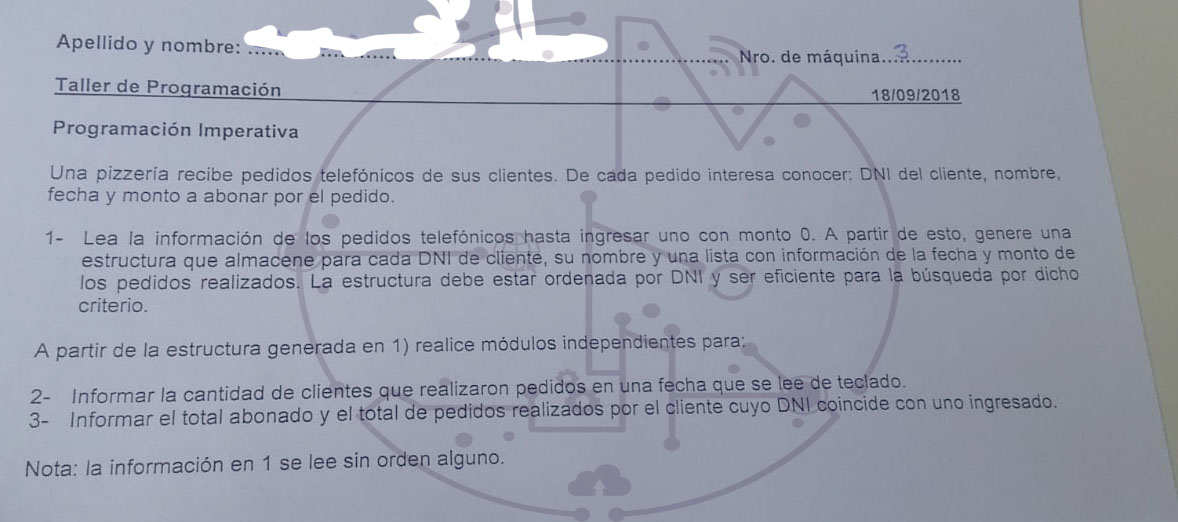 Apellido y nombre: ................................ Nro. de máquina...3..........
Taller de Programación 18/09/2018
Programación Imperativa
Una pizzería recibe pedidos telefónicos de sus clientes. De cada pedido interesa conocer: DNI del cliente, nombre,
fecha y monto a abonar por el pedido.
1- Lea la información de los pedidos telefónicos hasta ingresar uno con monto 0. A partir de esto, genere una
estructura que almacene para cada DNI de cliente, su nombre y una lista con información de la fecha y monto de
los pedidos realizados. La estructura debe estar ordenada por DNI y ser eficiente para la búsqueda por dicho
criterio.
A partir de la estructura generada en 1) realice módulos independientes para:
2- Informar la cantidad de clientes que realizaron pedidos en una fecha que se lee de teclado.
3- Informar el total abonado y el total de pedidos realizados por el cliente cuyo DNI coincide con uno ingresado.
Nota: la información en 1 se lee sin orden alguno.